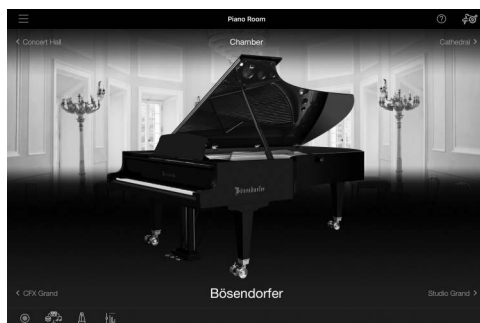 Piano Room
< Concert Hall
Chamber
Cathedral >
Bösendorfer
< CFX Grand
Bösendorfer
Studio Grand >